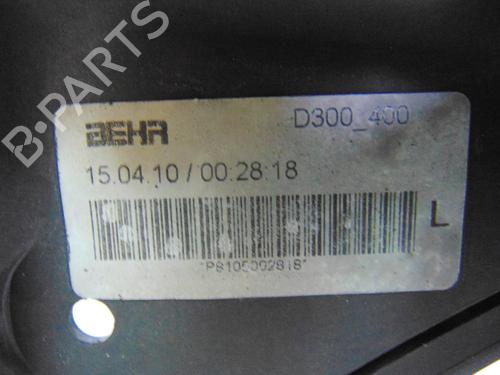 B-PARTS
BEHR
D300_400
15.04.10 / 00:28:18
L
*P8105002818*